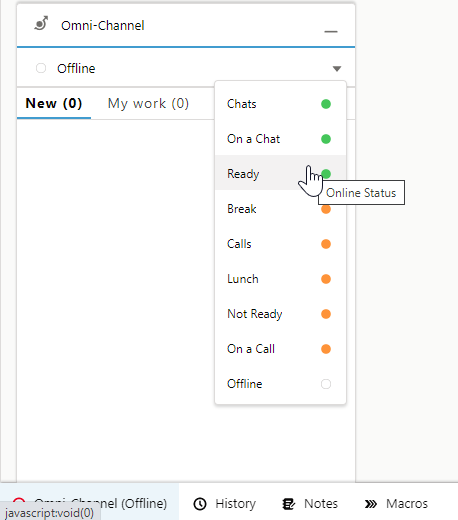 Omni-Channel
Offline
New (0) My work (0)
Chats
On a Chat
Ready
Online Status
Break
Calls
Lunch
Not Ready
On a Call
Offline
Omni-Channel (Offline) History Notes Macros
javascript:void(0)